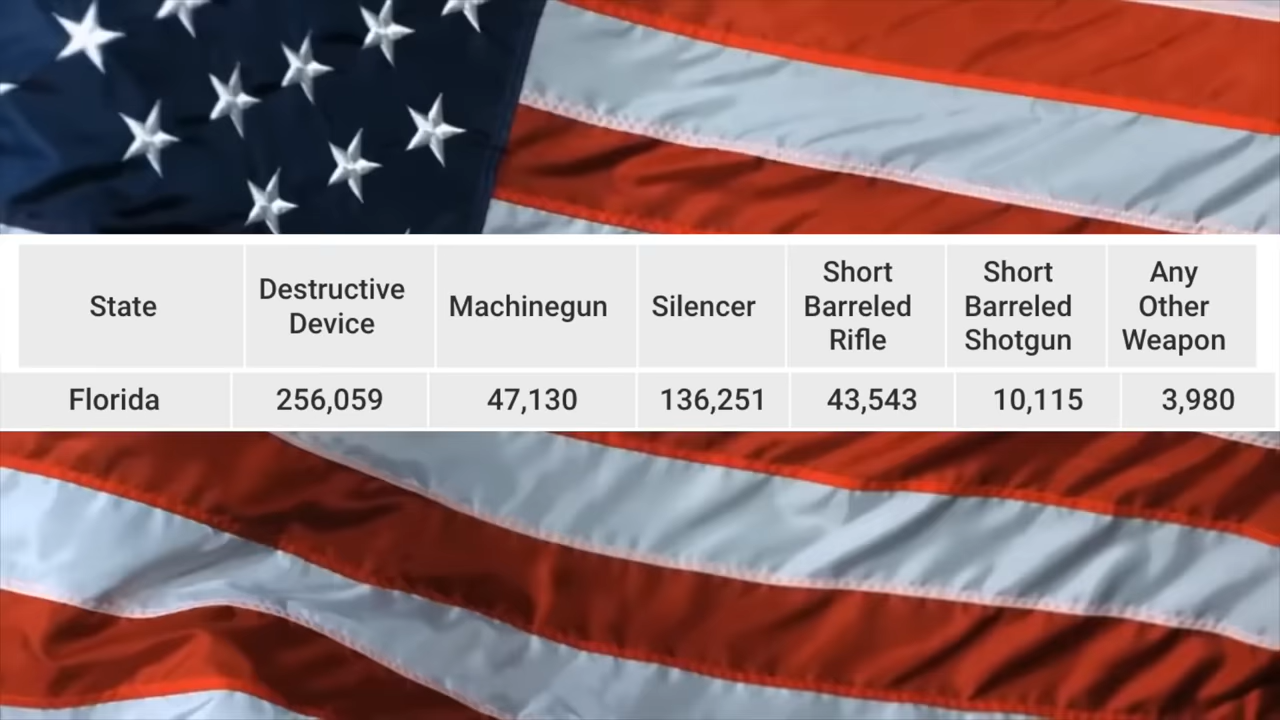 State Destructive Device Machinegun Silencer Short Barreled Rifle Short Barreled Shotgun Any Other Weapon
Florida 256,059 47,130 136,251 43,543 10,115 3,980